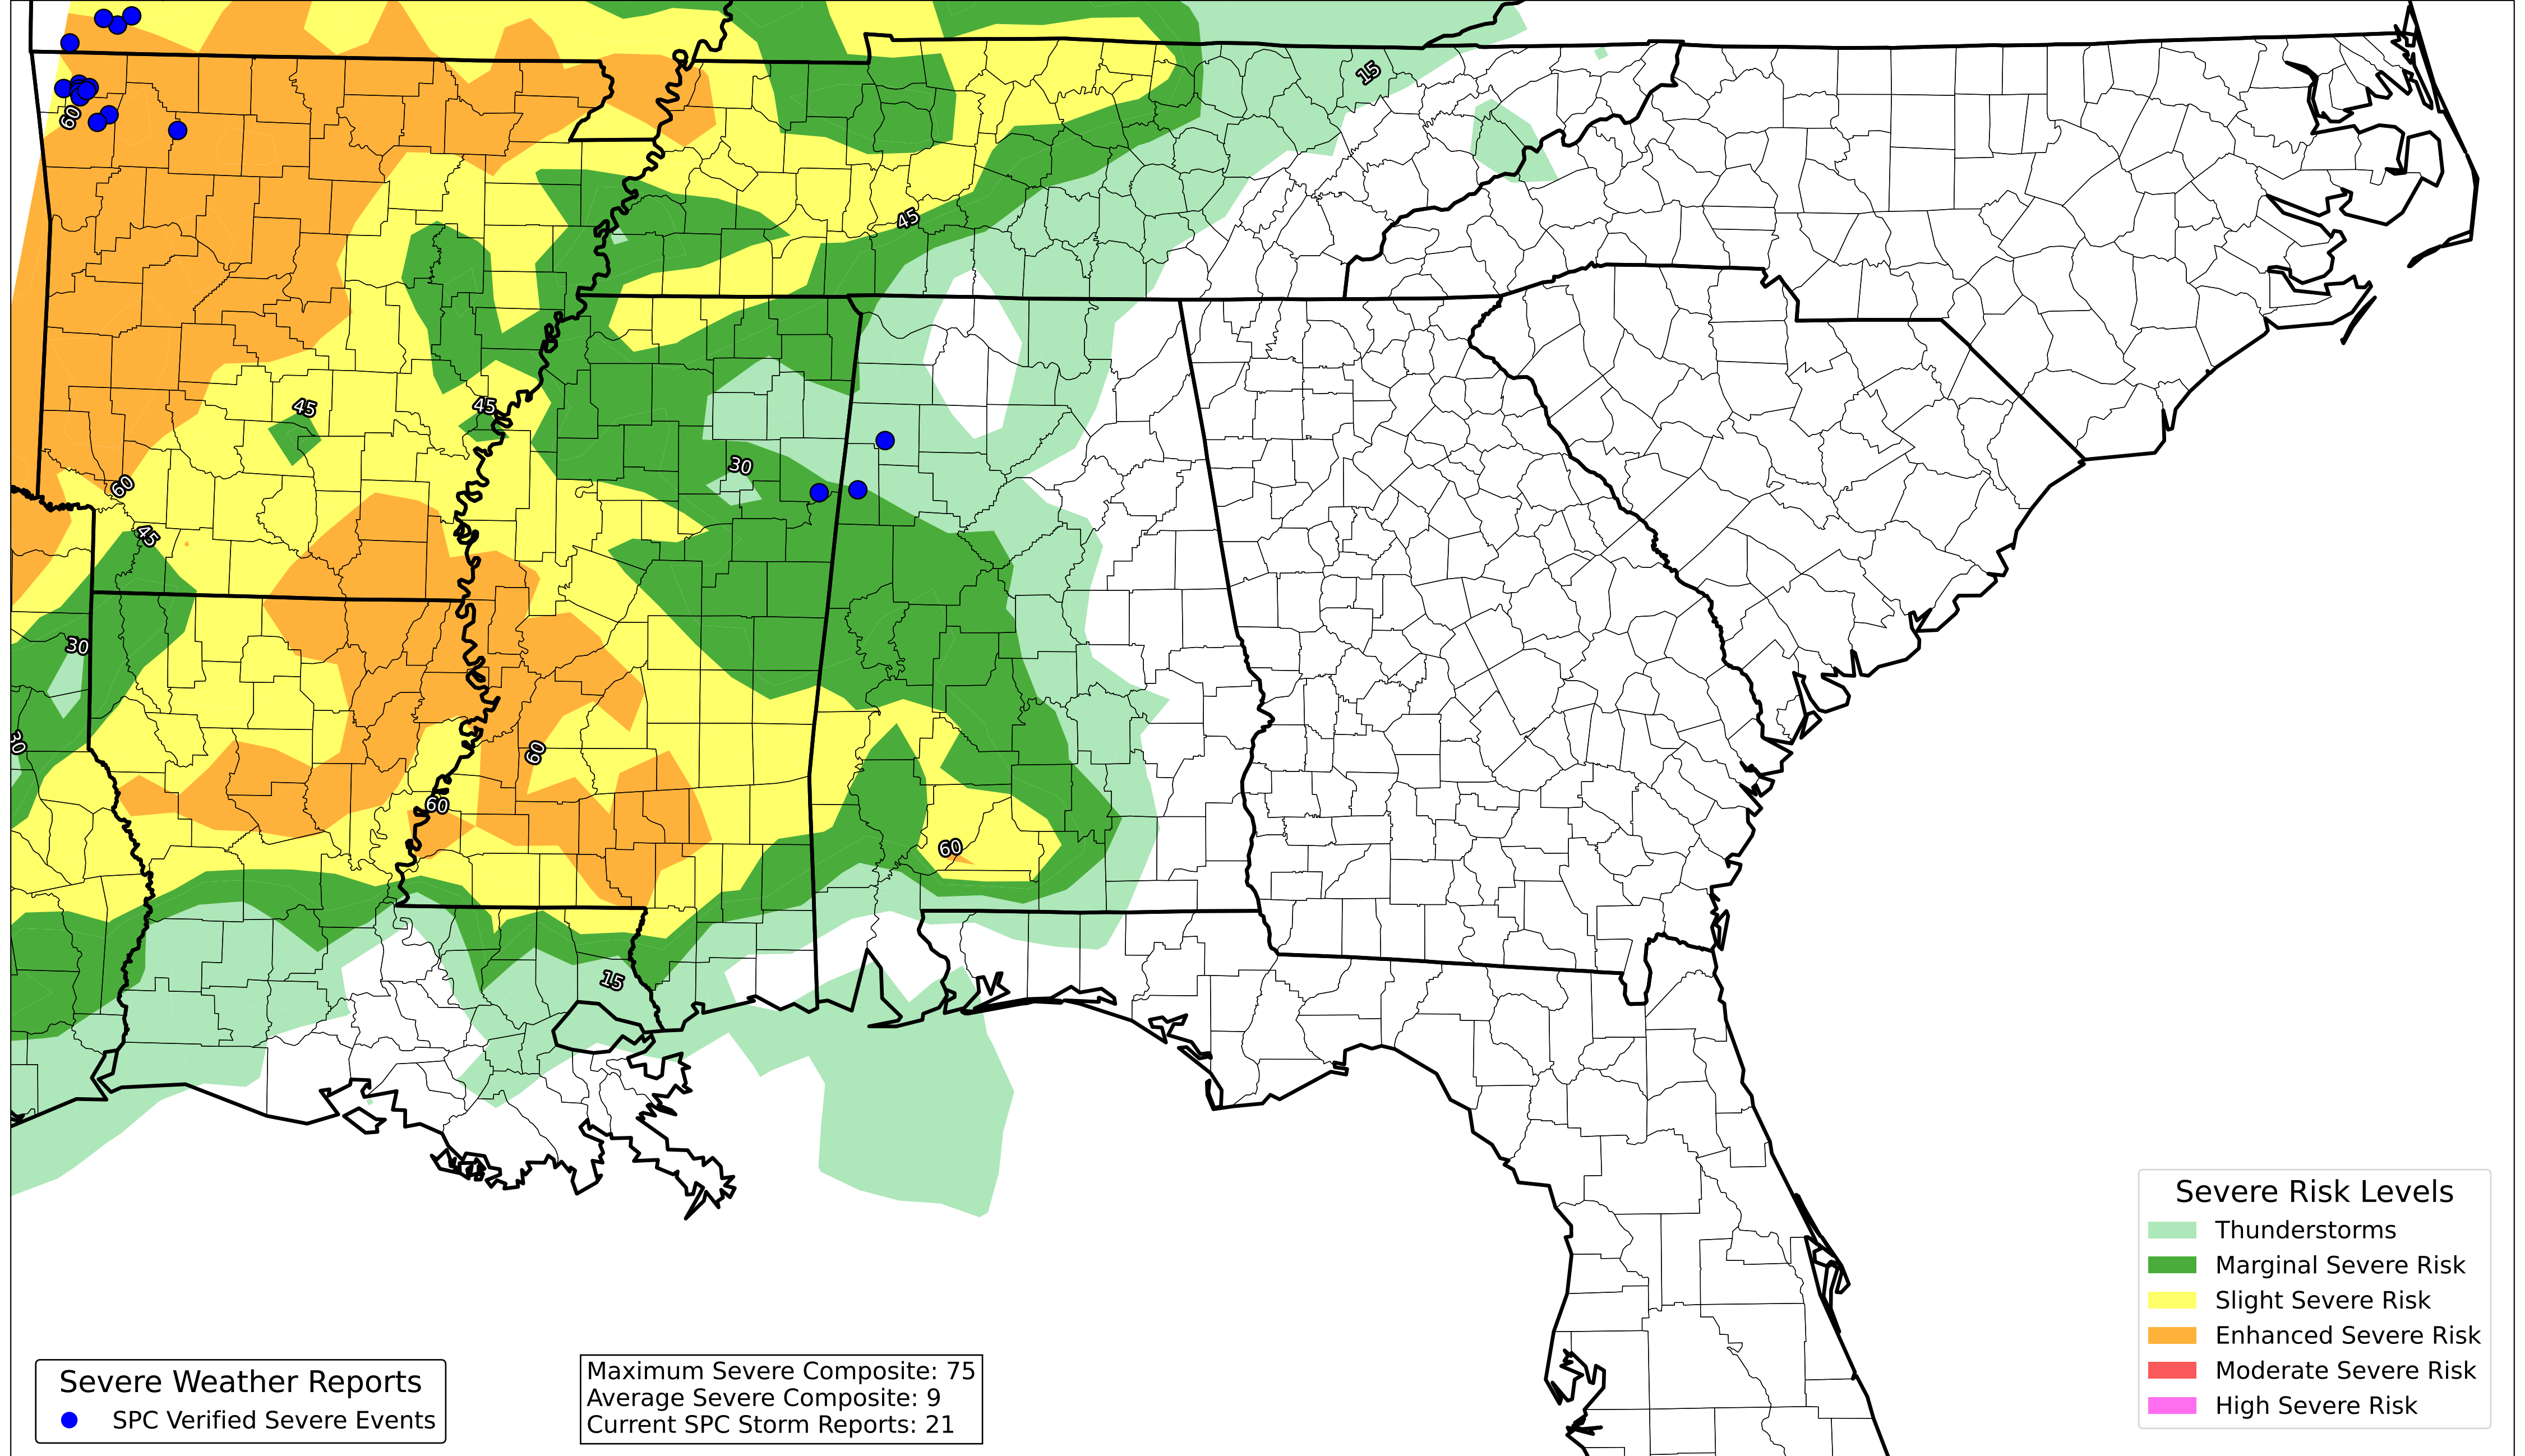 15
60
45
45
45
30
60
45
30
30
60
60
60
15
Severe Risk Levels
Thunderstorms
Marginal Severe Risk
Slight Severe Risk
Enhanced Severe Risk
Moderate Severe Risk
High Severe Risk
Severe Weather Reports
SPC Verified Severe Events
Maximum Severe Composite: 75
Average Severe Composite: 9
Current SPC Storm Reports: 21